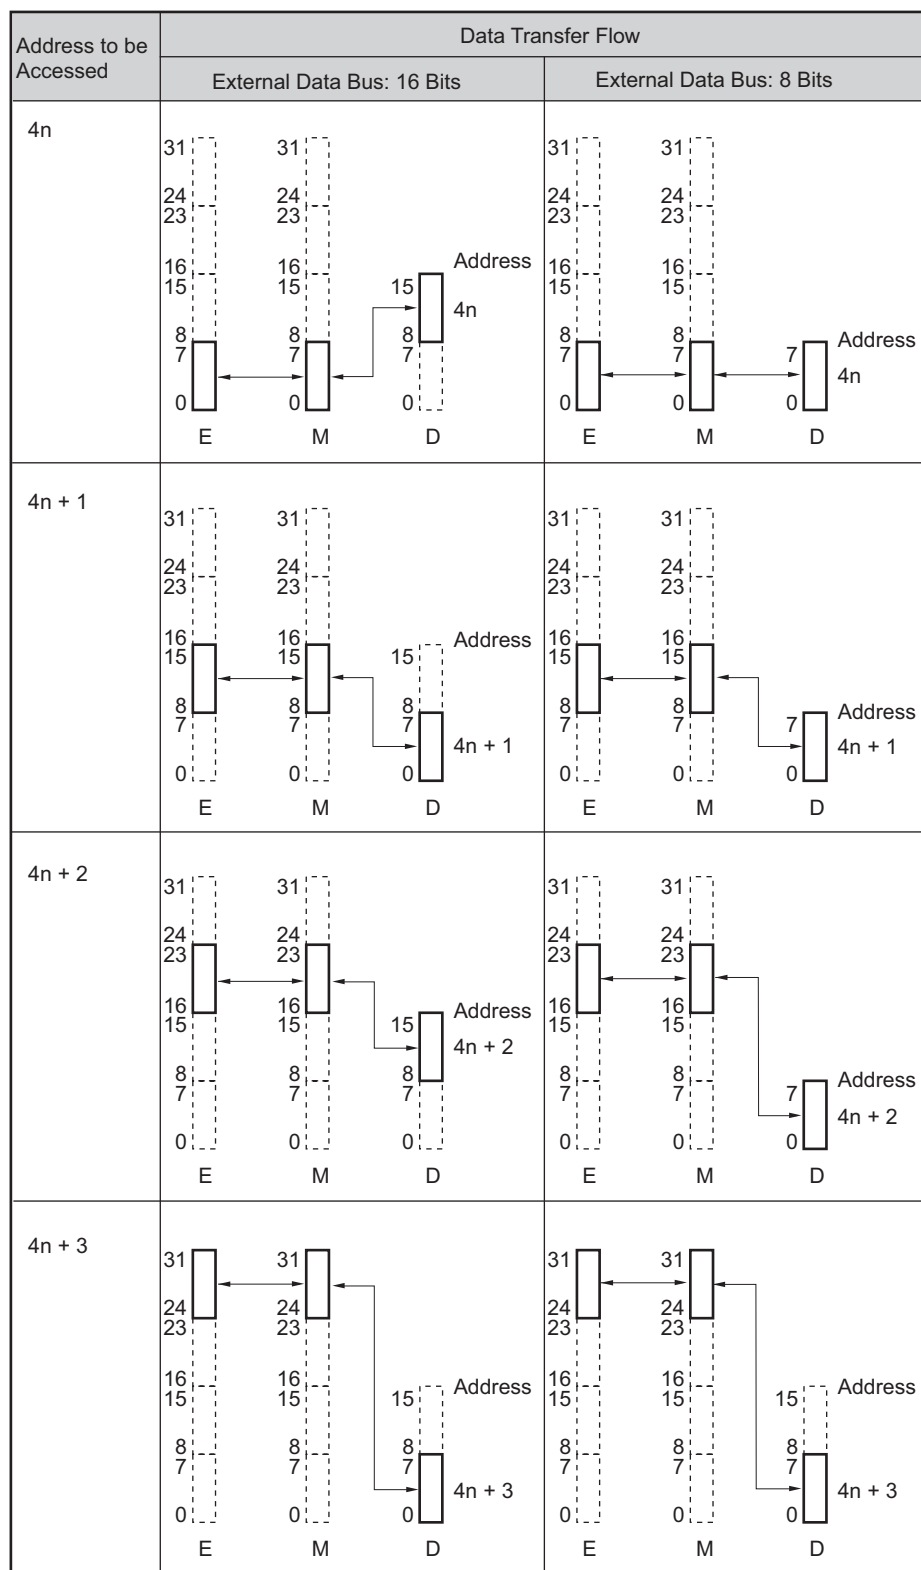 Address to be
Accessed
Data Transfer Flow
External Data Bus: 16 Bits
External Data Bus: 8 Bits
4n
31 31 31 31
24 24 24 24
23 23 23 23
16 16 Address 16 16
15 15 15 15 15
4n
8 8 8 8 8 Address
7 7 7 7 7 7
4n
0 0 0 0 0 0
E M D E M D
4n + 1
31 31 31 31
24 24 24 24
23 23 23 23
16 16 Address 16 16
15 15 15 15 15
8 8 8 8 8 Address
7 7 7 7 7 7
4n + 1 4n + 1
0 0 0 0 0 0
E M D E M D
4n + 2
31 31 31 31
24 24 24 24
23 23 23 23
16 16 Address 16 16
15 15 15 15 15
4n + 2
8 8 8 8 8 Address
7 7 7 7 7 7
4n + 2
0 0 0 0 0 0
E M D E M D
4n + 3
31 31 31 31
24 24 24 24
23 23 23 23
16 16 Address 16 16 Address
15 15 15 15 15 15
8 8 8 8 8 8
7 7 7 7 7 7
4n + 3 4n + 3
0 0 0 0 0 0
E M D E M D